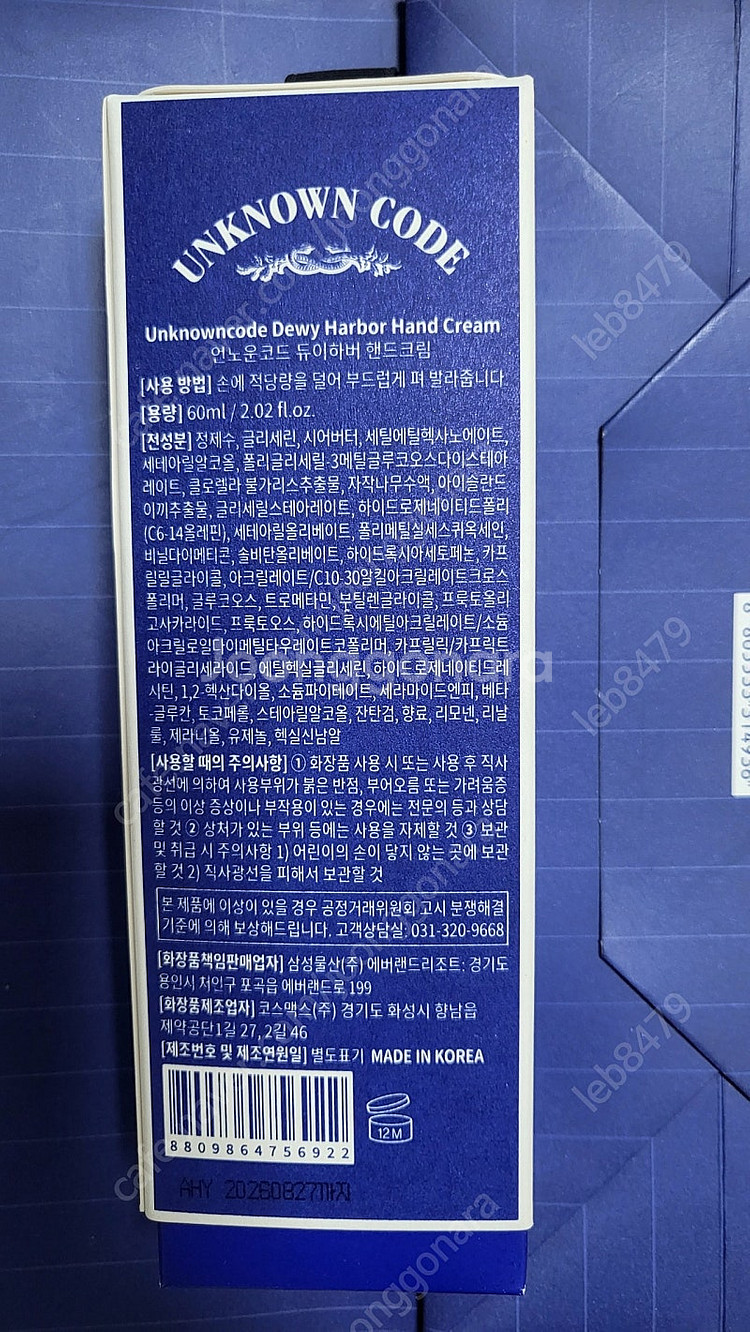 UNKNOWN CODE
Unknowncode Dewy Harbor Hand Cream
언노운코드 듀이하버 핸드크림
[사용 방법] 손에 적당량을 덜어 부드럽게 펴 발라줍니다.
[용량] 60ml / 2.02 fl.oz.
[전성분] 정제수, 글리세린, 시어버터, 세틸에틸헥사노에이트,
세테아릴알코올, 폴리글리세릴-3메틸글루코오스다이스테아
레이트, 클로렐라 불가리스추출물, 자작나무수액, 아이슬란드
이끼추출물, 글리세릴스테아레이트, 하이드로제네이티드폴리
(C6-14올레핀), 세테아릴올리베이트, 폴리메틸실세스퀴옥세인,
비닐다이메티콘, 솔비탄올리베이트, 하이드록시아세토페논, 카프
릴릴글라이콜, 아크릴레이트/C10-30알킬아크릴레이트크로스
폴리머, 글루코오스, 트로메타민, 부틸렌글라이콜, 프룩토올리
고사카라이드, 프룩토오스, 하이드록시에틸아크릴레이트/소듐
아크릴로일다이메틸타우레이트코폴리머, 카프릴릭/카프릭트
라이글리세라이드, 에틸헥실글리세린, 하이드로제네이티드레
시틴, 1,2-헥산다이올, 소듐파이테이트, 세라마이드엔피, 베타
-글루칸, 토코페롤, 스테아릴알코올, 잔탄검, 향료, 리모넨, 리날
룰, 제라니올, 유제놀, 헥실신남알
[사용할 때의 주의사항] ① 화장품 사용 시 또는 사용 후 직사
광선에 의하여 사용부위가 붉은 반점, 부어오름 또는 가려움증
등의 이상 증상이나 부작용이 있는 경우에는 전문의 등과 상담
할 것 ② 상처가 있는 부위 등에는 사용을 자제할 것 ③ 보관
및 취급 시 주의사항 1) 어린이의 손이 닿지 않는 곳에 보관
할 것 2) 직사광선을 피해서 보관할 것
본 제품에 이상이 있을 경우 공정거래위원회 고시 분쟁해결
기준에 의해 보상해드립니다. 고객상담실: 031-320-9668
[화장품책임판매업자] 삼성물산(주) 에버랜드리조트: 경기도
용인시 처인구 포곡읍 에버랜드로 199
[화장품제조업자] 코스맥스(주) 경기도 화성시 향남읍
제약공단1길 27, 2길 46
[제조번호 및 제조연원일] 별도표기 MADE IN KOREA
12M
8809864756922
AHY 20260827까지
leb8479
leb8479
leb8479
joonggonara